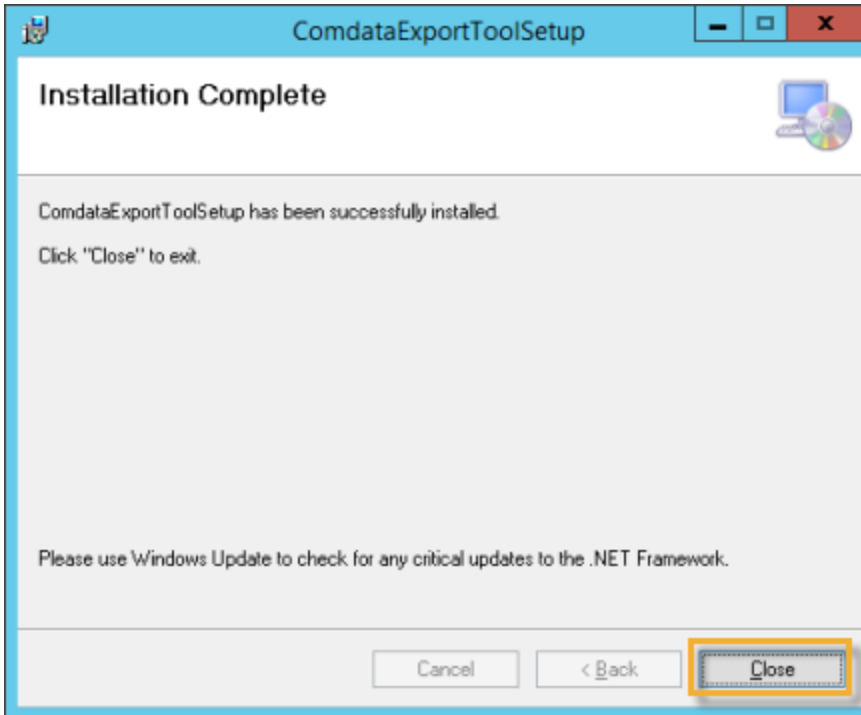 ComdataExportToolSetup
Installation Complete
ComdataExportToolSetup has been successfully installed.
Click "Close" to exit.
Please use Windows Update to check for any critical updates to the .NET Framework.
Cancel
< Back
Close